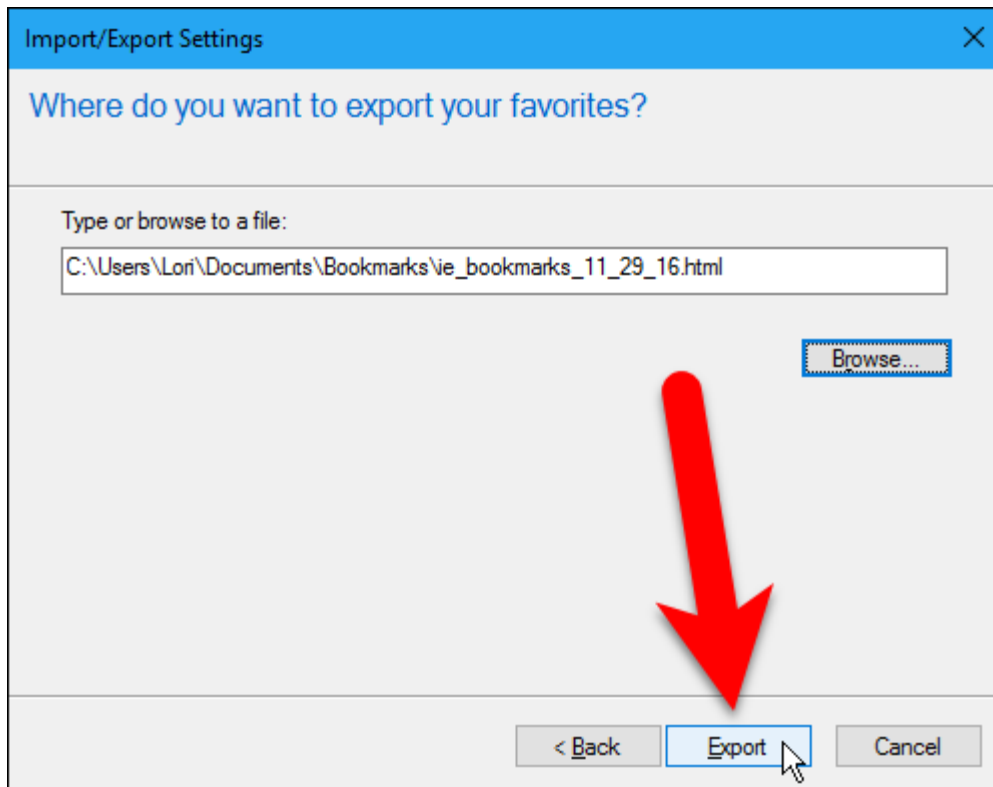 Import/Export Settings
Where do you want to export your favorites?
Type or browse to a file:
C:\Users\Lori\Documents\Bookmarks\ie_bookmarks_11_29_16.html
Browse...
< Back Export Cancel